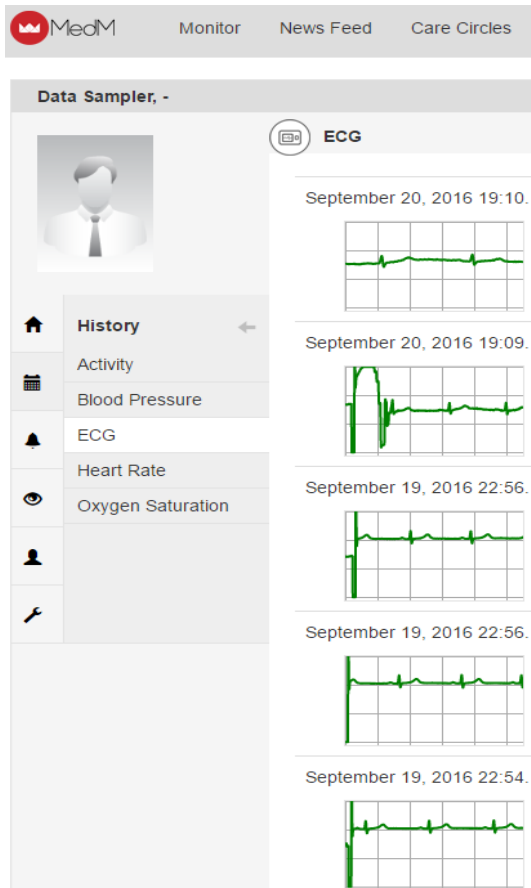 MedM Monitor News Feed Care Circles
Data Sampler, -
ECG
September 20, 2016 19:10.
September 20, 2016 19:09.
September 19, 2016 22:56.
September 19, 2016 22:56.
September 19, 2016 22:54.
History
Activity
Blood Pressure
ECG
Heart Rate
Oxygen Saturation